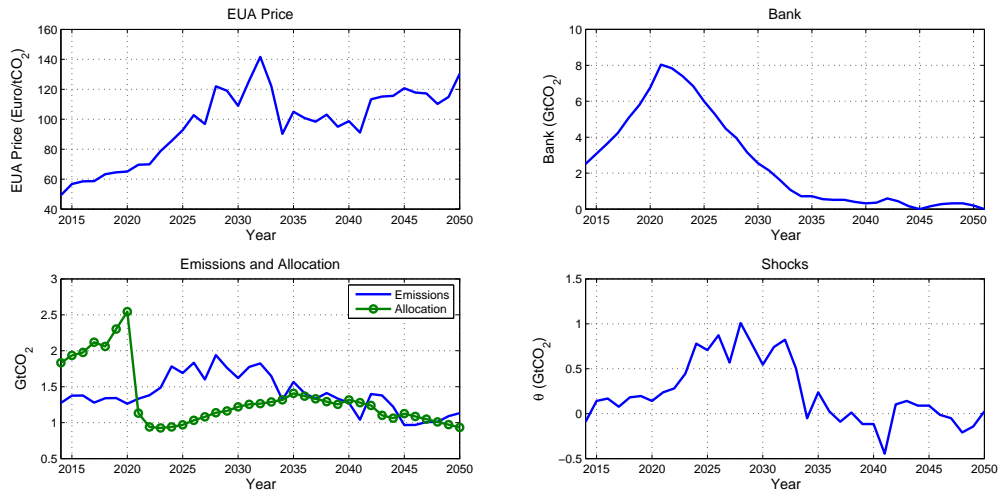 EUA Price
EUA Price (Euro/tCO2)
160
140
120
100
80
60
40
2015 2020 2025 2030 2035 2040 2045 2050
Year
Bank
Bank (GtCO2)
10
8
6
4
2
0
2015 2020 2025 2030 2035 2040 2045 2050
Year
Emissions and Allocation
GtCO2
3
2.5
2
1.5
1
0.5
Emissions
Allocation
2015 2020 2025 2030 2035 2040 2045 2050
Year
Shocks
θ (GtCO2)
1.5
1
0.5
0
−0.5
2015 2020 2025 2030 2035 2040 2045 2050
Year